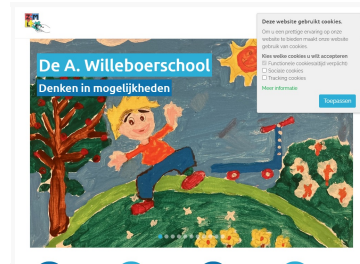 ZML
De A. Willeboerschool
Denken in mogelijkheden
Deze website gebruikt cookies.
Om u een prettige ervaring op onze
website te bieden maakt onze website
gebruik van cookies.
Kies welke cookies u wilt accepteren
Functionele cookies(altijd verplicht)
Sociale cookies
Tracking cookies
Meer informatie
Toepassen